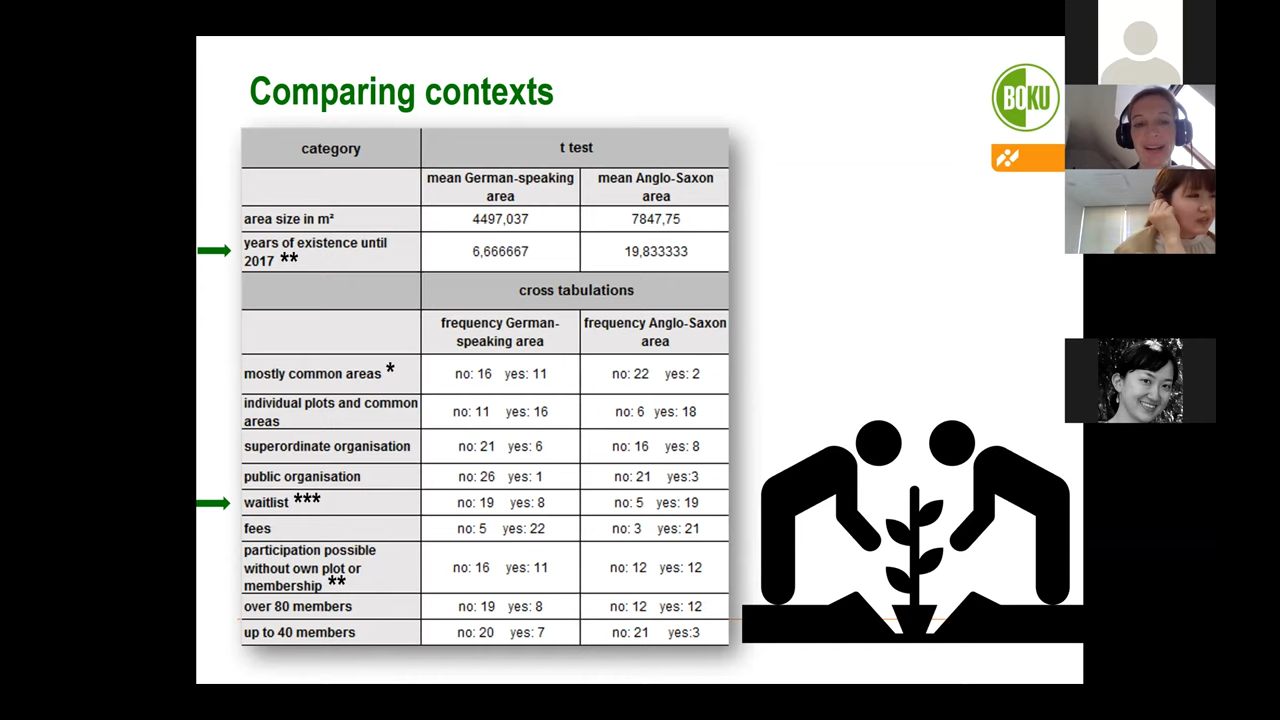 Comparing contexts
BOKU
category t test
mean German-speaking area mean Anglo-Saxon area
area size in m² 4497,037 7847,75
years of existence until 2017 ** 6,666667 19,833333
cross tabulations
frequency German-speaking area frequency Anglo-Saxon area
mostly common areas * no: 16 yes: 11 no: 22 yes: 2
individual plots and common areas no: 11 yes: 16 no: 6 yes: 18
superordinate organisation no: 21 yes: 6 no: 16 yes: 8
public organisation no: 26 yes: 1 no: 21 yes:3
waitlist *** no: 19 yes: 8 no: 5 yes: 19
fees no: 5 yes: 22 no: 3 yes: 21
participation possible without own plot or membership ** no: 16 yes: 11 no: 12 yes: 12
over 80 members no: 19 yes: 8 no: 12 yes: 12
up to 40 members no: 20 yes: 7 no: 21 yes:3